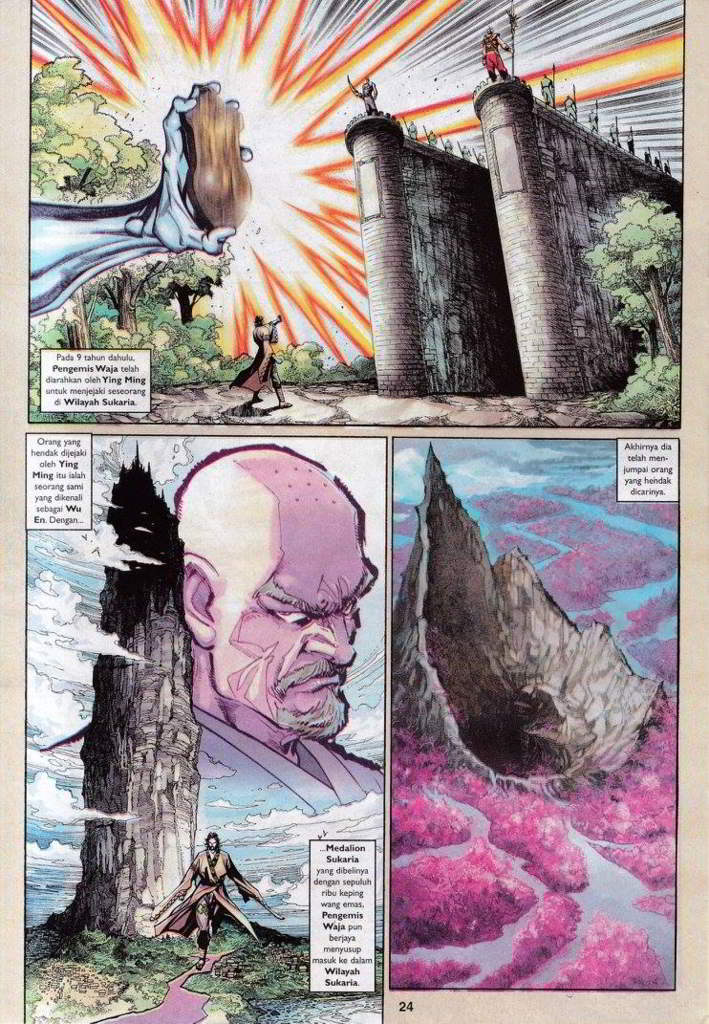 Pada 9 tahun dahulu,
Pengemis Waja telah
diarahkan oleh Ying Ming
untuk menjejaki seseorang
di Wilayah Sukaria.
Orang yang
hendak dijejaki
oleh Ying
Ming itu ialah
seorang sami
yang dikenali
sebagai Wu
En. Dengan...
...Medalion
Sukaria
yang dibelinya
dengan sepuluh
ribu keping
wang emas,
Pengemis
Waja pun
berjaya
menyusup
masuk ke dalam
Wilayah
Sukaria.
Akhirnya dia
telah men-
jumpai orang
yang hendak
dicarinya.
24